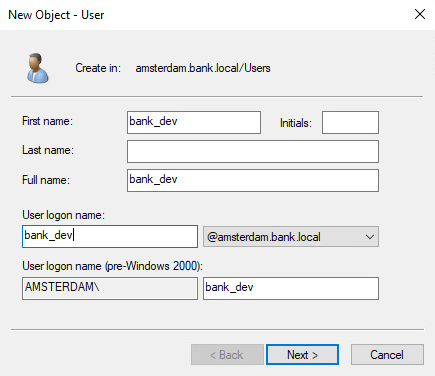 New Object - User
Create in: amsterdam.bank.local/Users
First name: bank_dev Initials:
Last name:
Full name: bank_dev
User logon name:
bank_dev @amsterdam.bank.local
User logon name (pre-Windows 2000):
AMSTERDAM\ bank_dev
< Back Next > Cancel